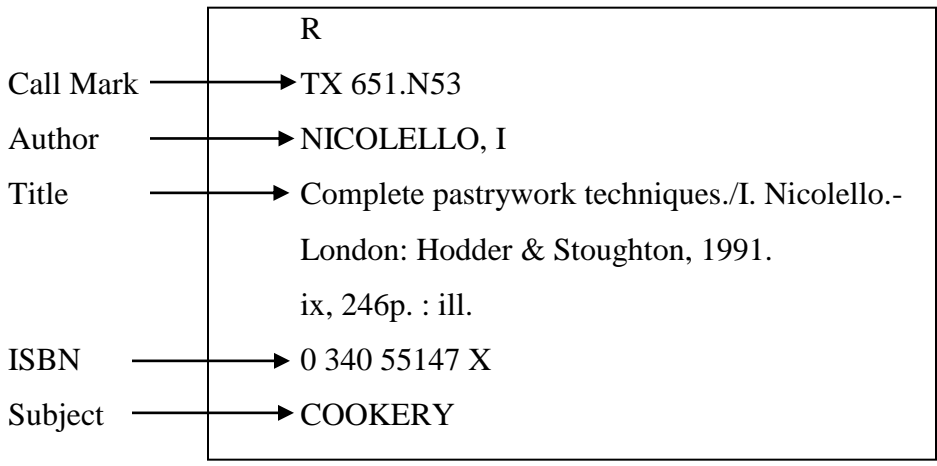 R
Call Mark TX 651.N53
Author NICOLELLO, I
Title Complete pastrywork techniques./I. Nicolello.-
London: Hodder & Stoughton, 1991.
ix, 246p. : ill.
ISBN 0 340 55147 X
Subject COOKERY